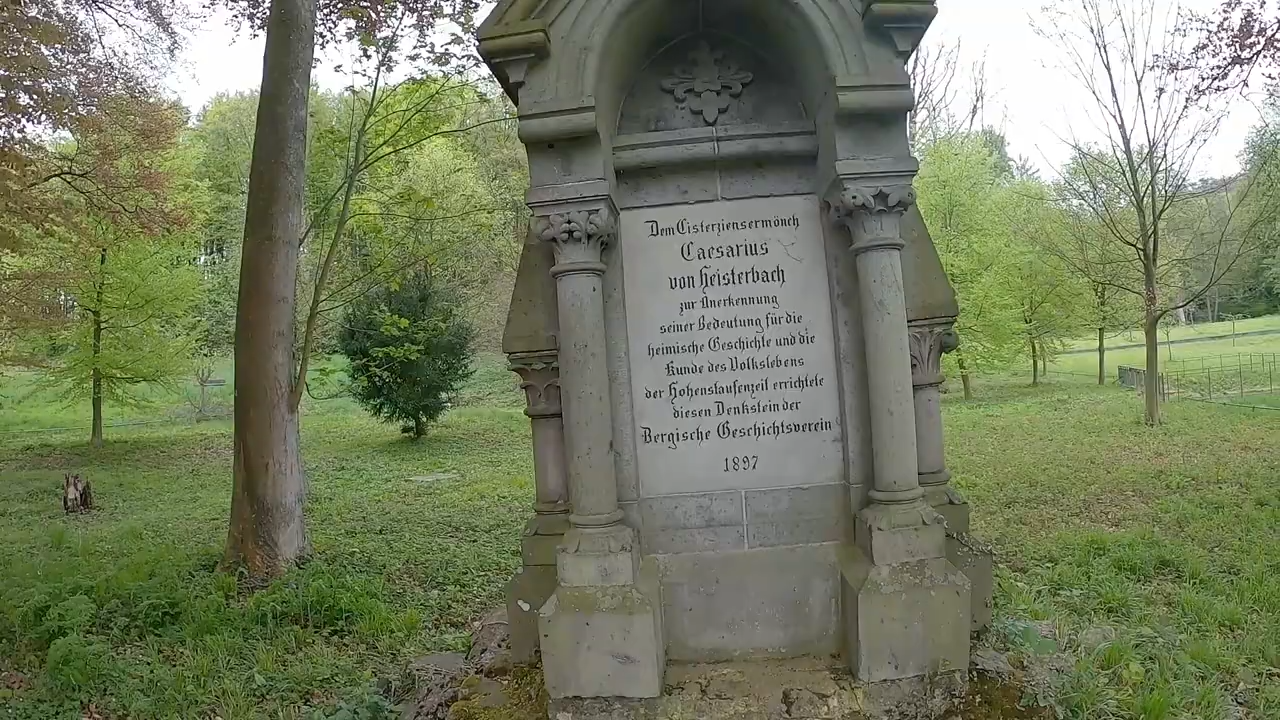 Dem Cisterziensermönch
Caesarius
von Heisterbach
zur Anerkennung
seiner Bedeutung für die
heimische Geschichte und die
Kunde des Volkslebens
der Hohenstaufenzeit errichtete
diesen Denkstein der
Bergische Geschichtsverein
1897